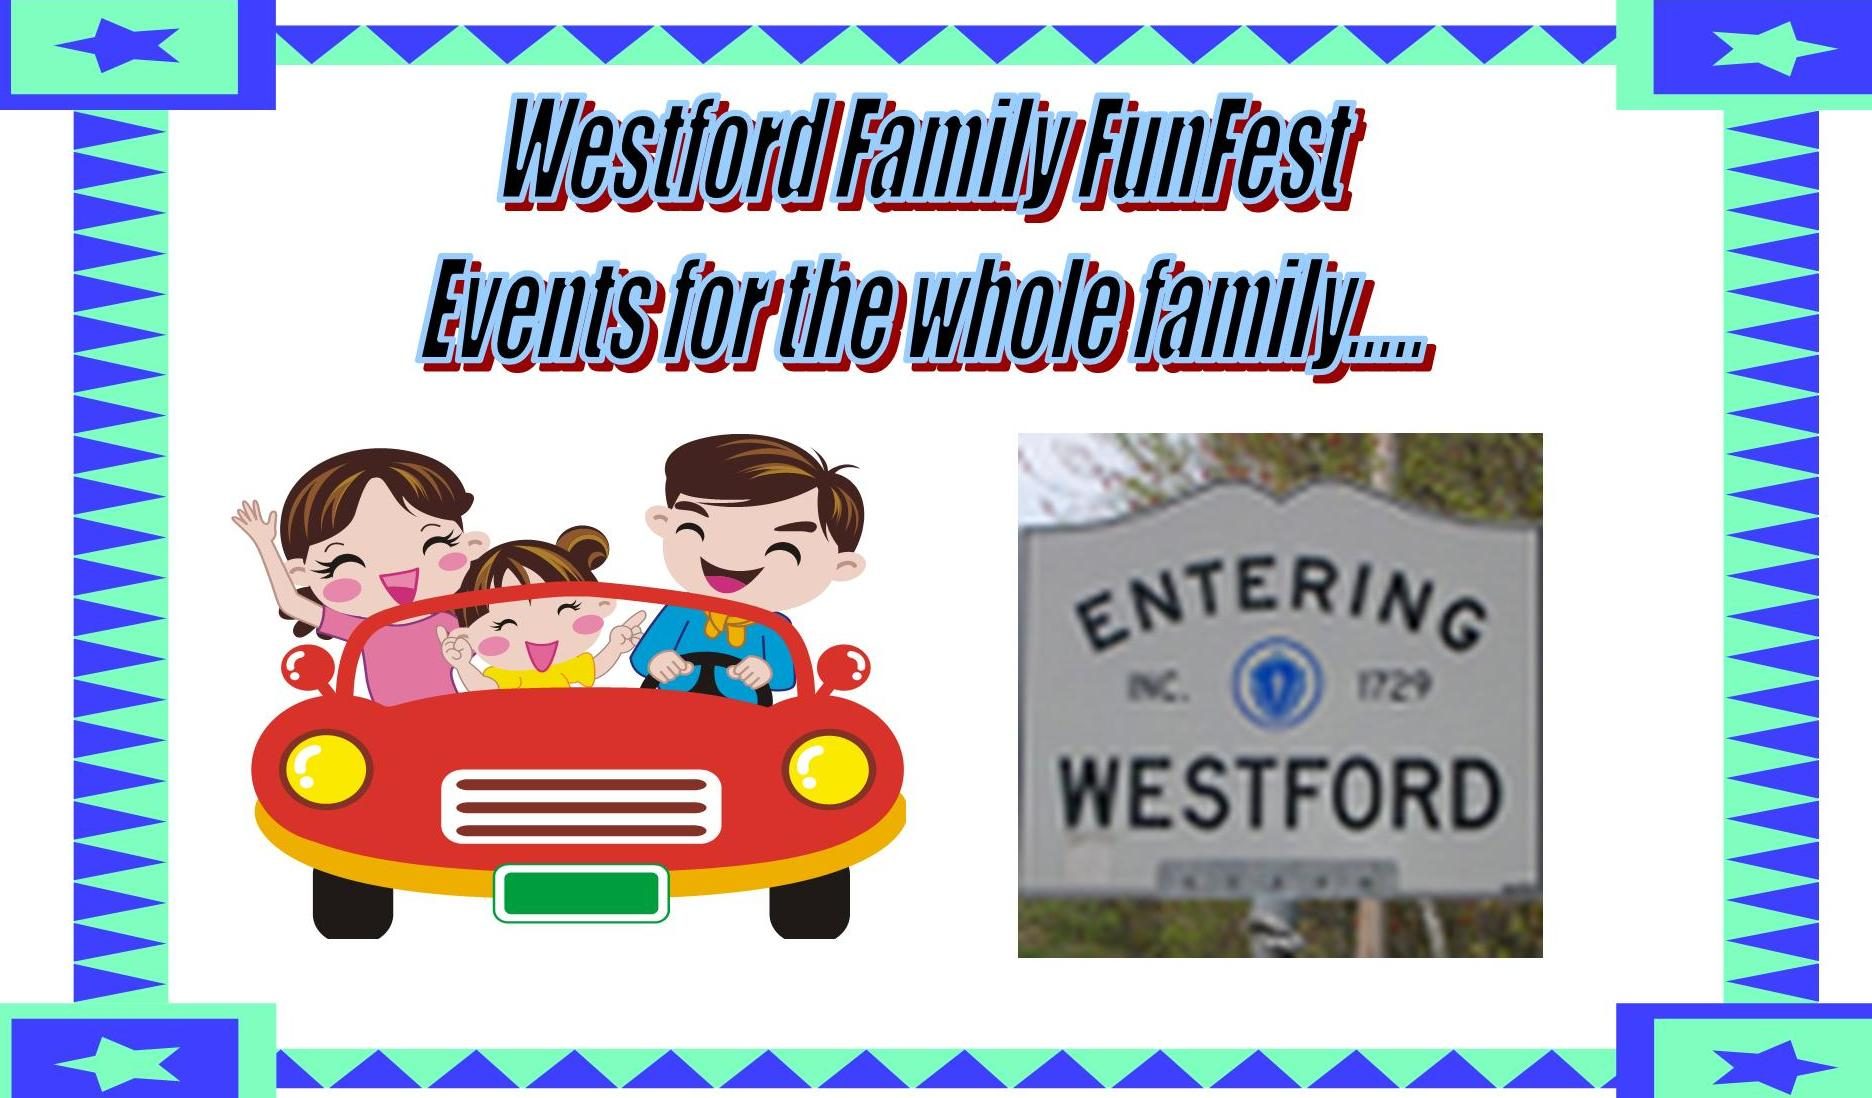 Westford Family FunFest
Events for the whole family.....
ENTERING
INC. 1729
WESTFORD